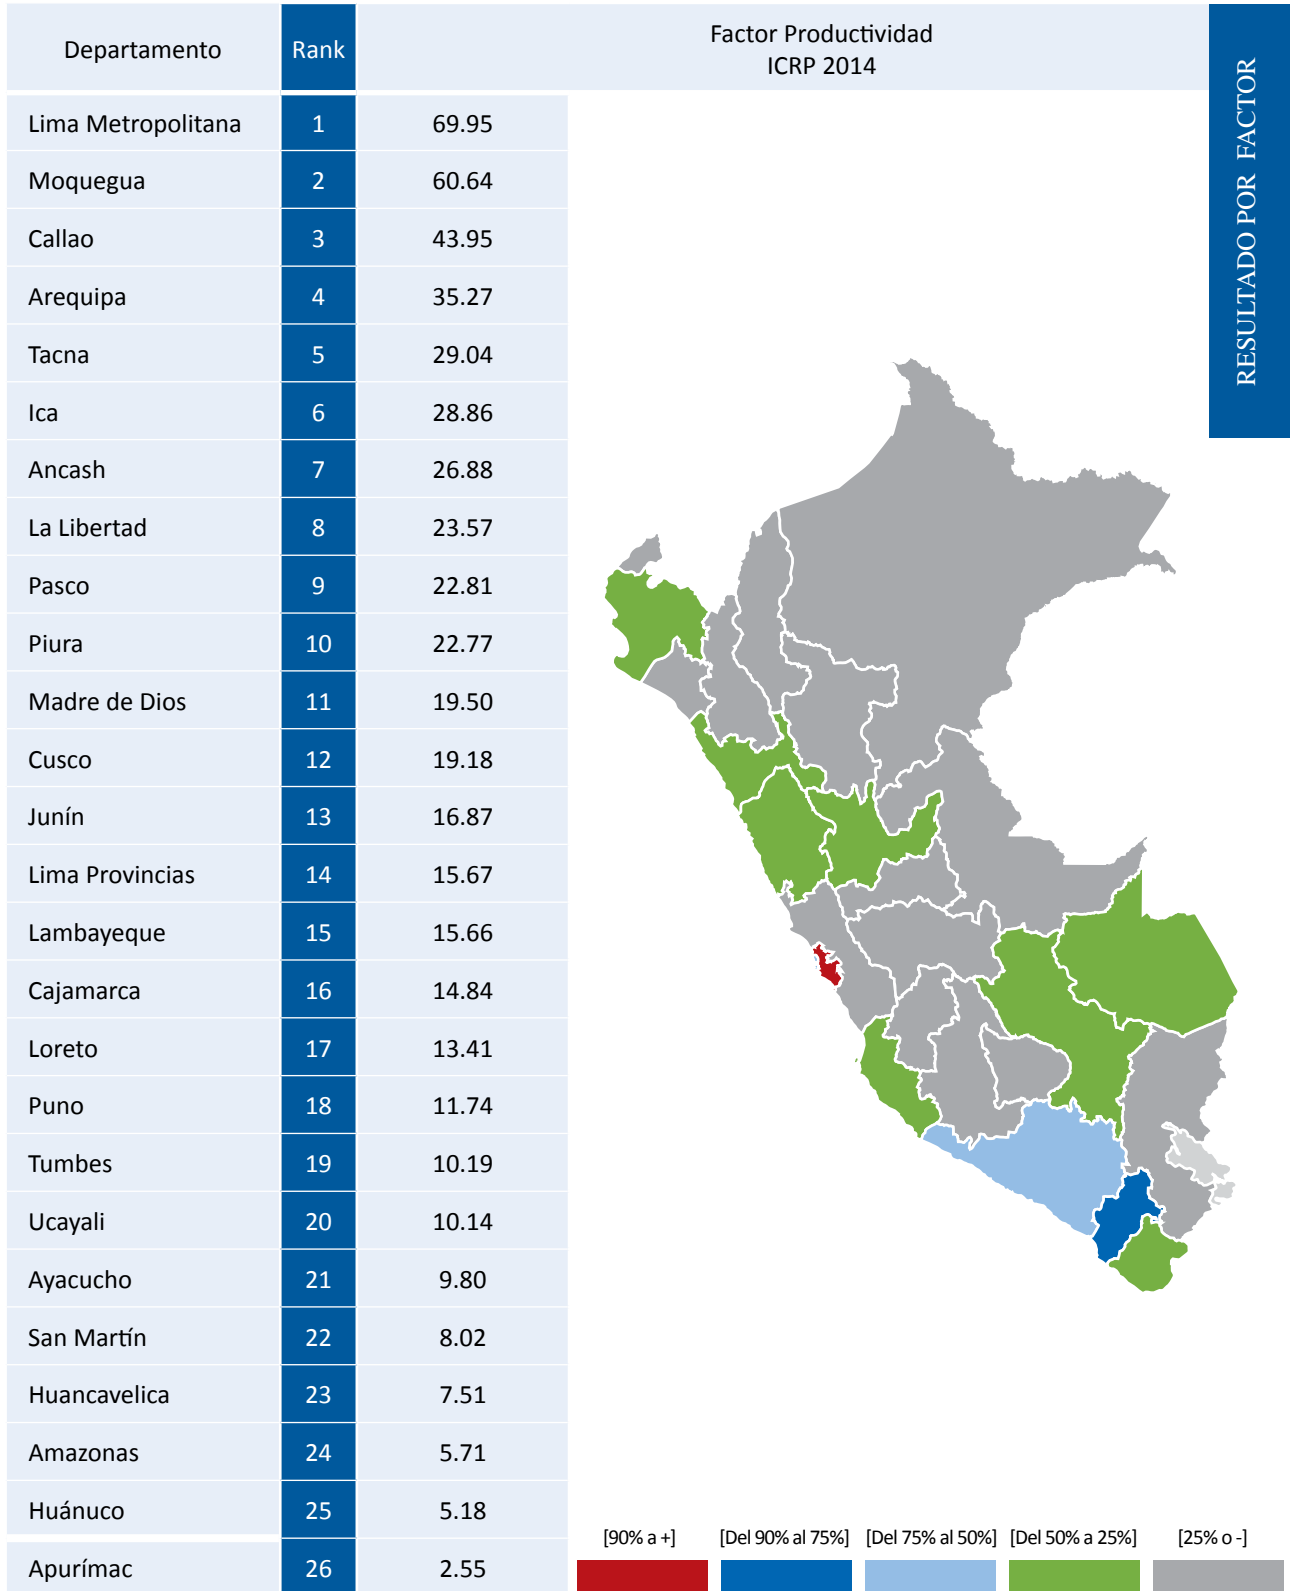 Departamento Rank Factor Productividad
ICRP 2014
RESULTADO POR FACTOR
Lima Metropolitana 1 69.95
Moquegua 2 60.64
Callao 3 43.95
Arequipa 4 35.27
Tacna 5 29.04
Ica 6 28.86
Ancash 7 26.88
La Libertad 8 23.57
Pasco 9 22.81
Piura 10 22.77
Madre de Dios 11 19.50
Cusco 12 19.18
Junín 13 16.87
Lima Provincias 14 15.67
Lambayeque 15 15.66
Cajamarca 16 14.84
Loreto 17 13.41
Puno 18 11.74
Tumbes 19 10.19
Ucayali 20 10.14
Ayacucho 21 9.80
San Martín 22 8.02
Huancavelica 23 7.51
Amazonas 24 5.71
Huánuco 25 5.18
Apurímac 26 2.55
[90% a +] [Del 90% al 75%] [Del 75% al 50%] [Del 50% a 25%] [25% o -]